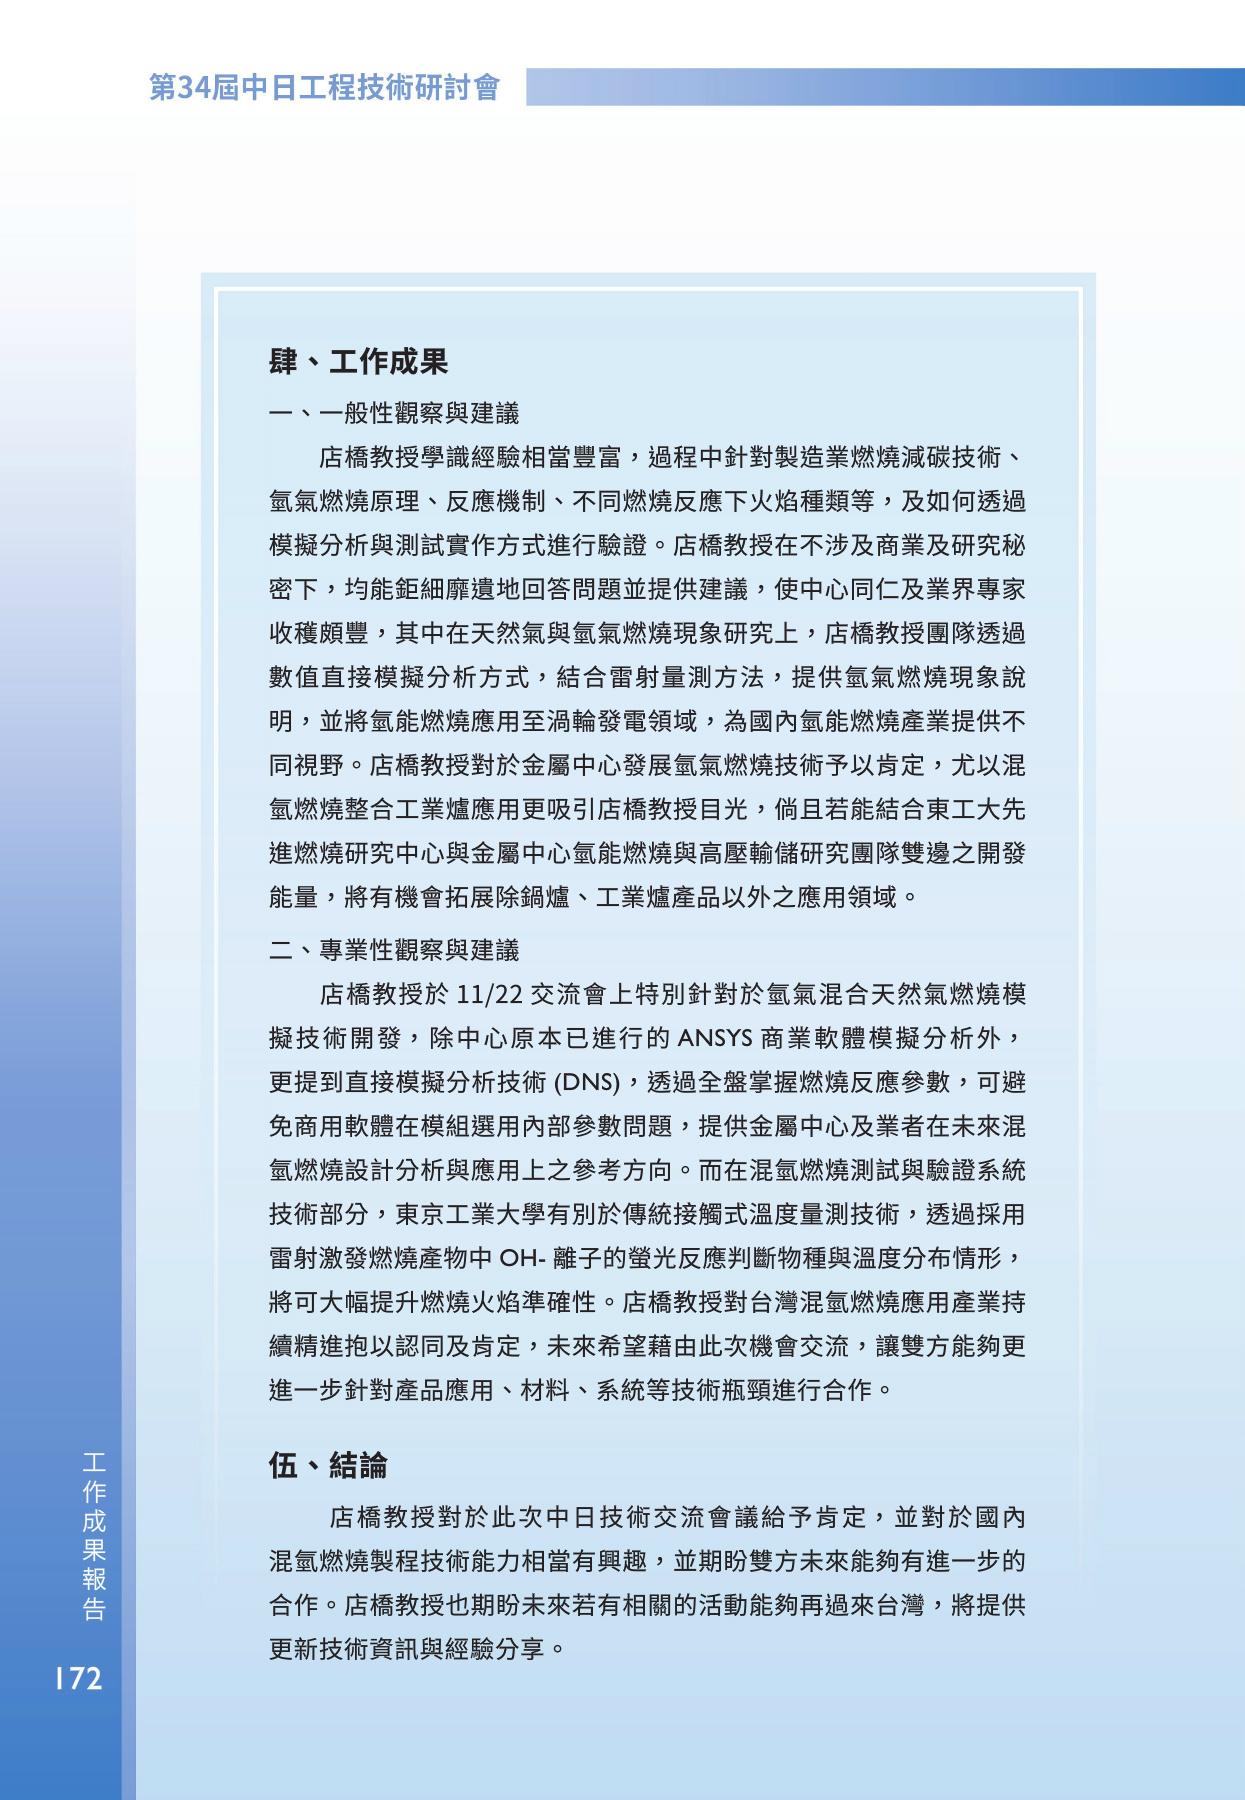 第34屆中日工程技術研討會
肆、工作成果
一、一般性觀察與建議
店橋教授學識經驗相當豐富，過程中針對製造業燃燒減碳技術、
氫氣燃燒原理、反應機制、不同燃燒反應下火焰種類等，及如何透過
模擬分析與測試實作方式進行驗證。店橋教授在不涉及商業及研究秘
密下，均能鉅細靡遺地回答問題並提供建議，使中心同仁及業界專家
收穫頗豐，其中在天然氣與氫氣燃燒現象研究上，店橋教授團隊透過
數值直接模擬分析方式，結合雷射量測方法，提供氫氣燃燒現象說
明，並將氫能燃燒應用至渦輪發電領域，為國內氫能燃燒產業提供不
同視野。店橋教授對於金屬中心發展氫氣燃燒技術予以肯定，尤以混
氫燃燒整合工業爐應用更吸引店橋教授目光，倘且若能結合東工大先
進燃燒研究中心與金屬中心氫能燃燒與高壓輸儲研究團隊雙邊之開發
能量，將有機會拓展除鍋爐、工業爐產品以外之應用領域。
二、專業性觀察與建議
店橋教授於 11/22 交流會上特別針對於氫氣混合天然氣燃燒模
擬技術開發，除中心原本已進行的 ANSYS 商業軟體模擬分析外，
更提到直接模擬分析技術 (DNS)，透過全盤掌握燃燒反應參數，可避
免商用軟體在模組選用內部參數問題，提供金屬中心及業者在未來混
氫燃燒設計分析與應用上之參考方向。而在混氫燃燒測試與驗證系統
技術部分，東京工業大學有別於傳統接觸式溫度量測技術，透過採用
雷射激發燃燒產物中 OH- 離子的螢光反應判斷物種與溫度分布情形，
將可大幅提升燃燒火焰準確性。店橋教授對台灣混氫燃燒應用產業持
續精進抱以認同及肯定，未來希望藉由此次機會交流，讓雙方能夠更
進一步針對產品應用、材料、系統等技術瓶頸進行合作。
伍、結論
店橋教授對於此次中日技術交流會議給予肯定，並對於國內
混氫燃燒製程技術能力相當有興趣，並期盼雙方未來能夠有進一步的
合作。店橋教授也期盼未來若有相關的活動能夠再過來台灣，將提供
更新技術資訊與經驗分享。
工作成果報告
172